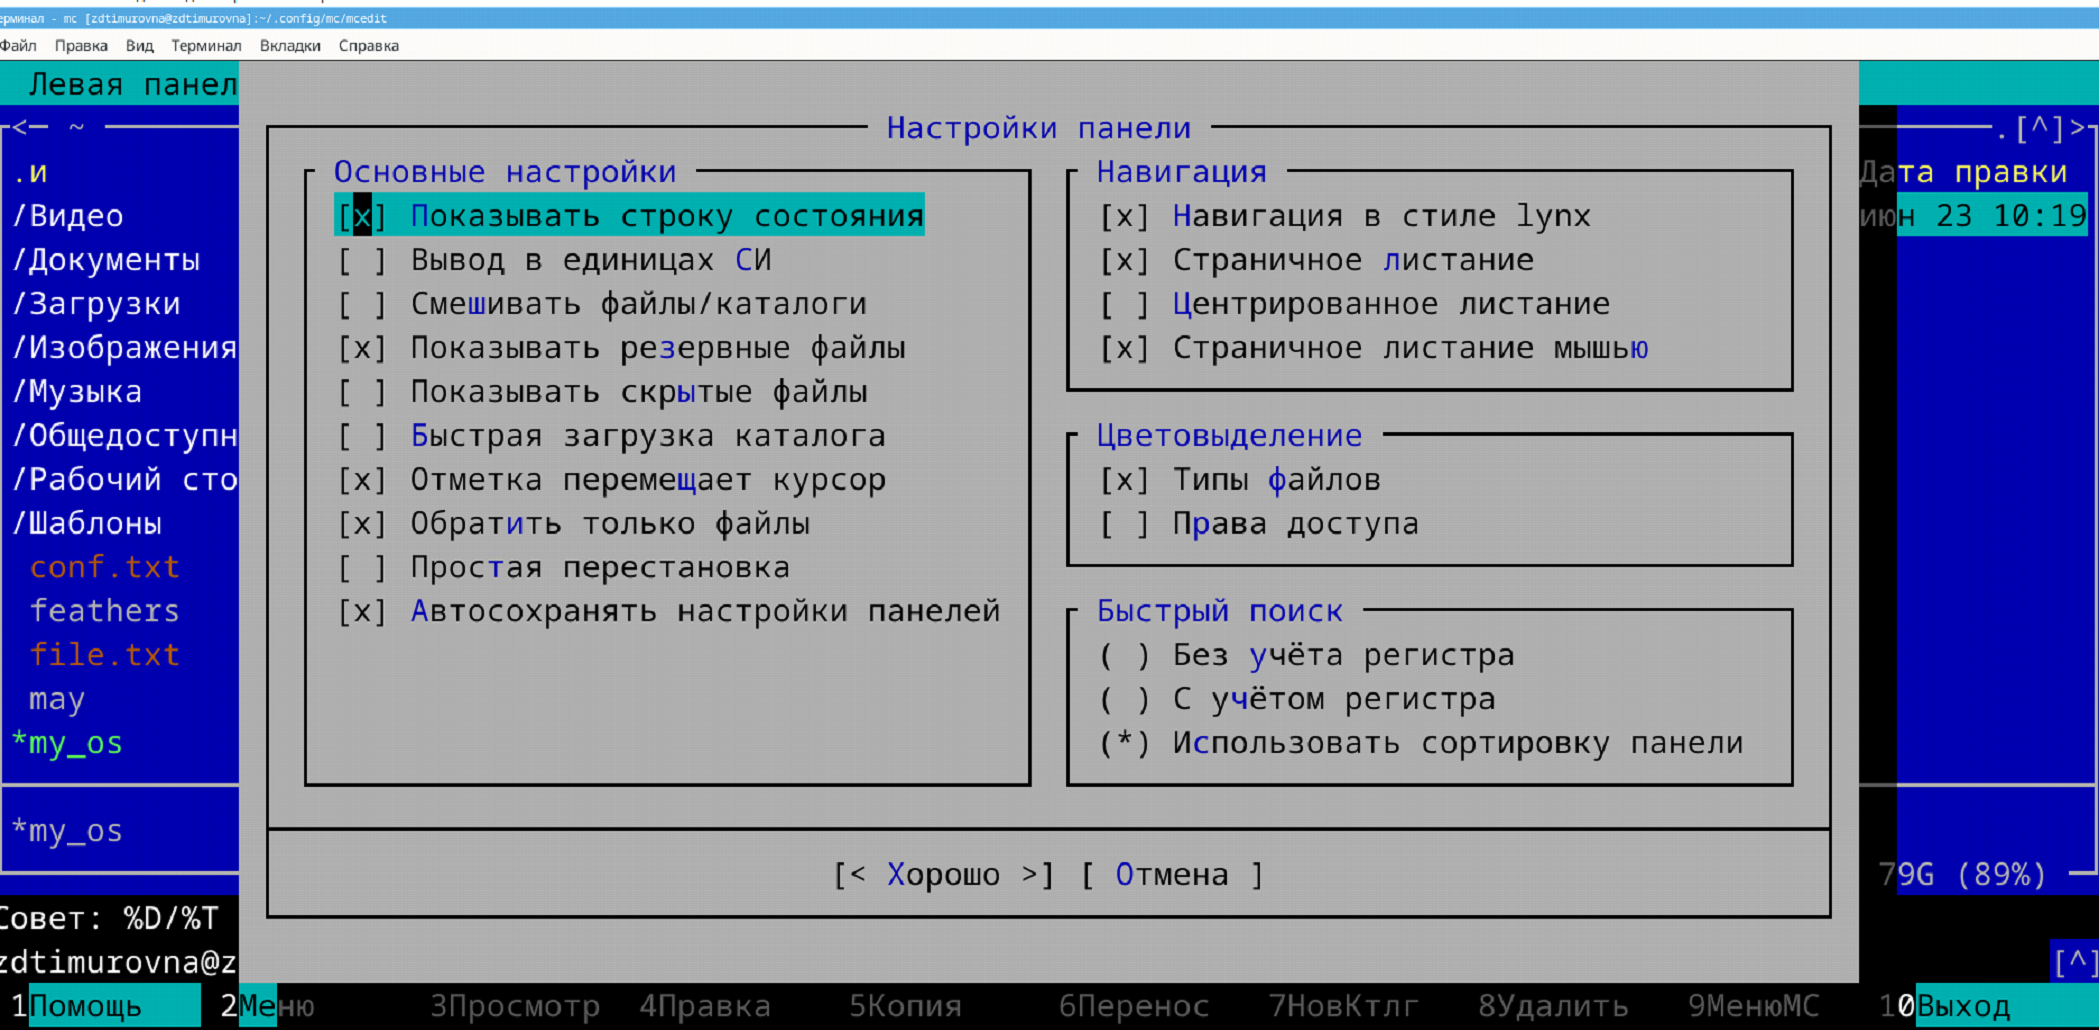 ерминал - mc [zdtimurovna@zdtimurovna]:~/.config/mc/mcedit
Файл Правка Вид Терминал Вкладки Справка
Левая панел
<─ ~ .[^]>
Настройки панели
Основные настройки
[x] Показывать строку состояния
[ ] Вывод в единицах СИ
[ ] Смешивать файлы/каталоги
[x] Показывать резервные файлы
[ ] Показывать скрытые файлы
[ ] Быстрая загрузка каталога
[x] Отметка перемещает курсор
[x] Обратить только файлы
[ ] Простая перестановка
[x] Автосохранять настройки панелей
Навигация
[x] Навигация в стиле lynx
[x] Страничное листание
[ ] Центрированное листание
[x] Страничное листание мышью
Цветовыделение
[x] Типы файлов
[ ] Права доступа
Быстрый поиск
( ) Без учёта регистра
( ) С учётом регистра
(*) Использовать сортировку панели
[< Хорошо >] [ Отмена ]
.и
/Видео
/Документы
/Загрузки
/Изображения
/Музыка
/Общедоступн
/Рабочий сто
/Шаблоны
conf.txt
feathers
file.txt
may
*my_os
*my_os
Дата правки
июн 23 10:19
79G (89%)
Совет: %D/%T
zdtimurovna@z
[^]
1Помощь 2Меню 3Просмотр 4Правка 5Копия 6Перенос 7НовКтлг 8Удалить 9МенюMC 10Выход